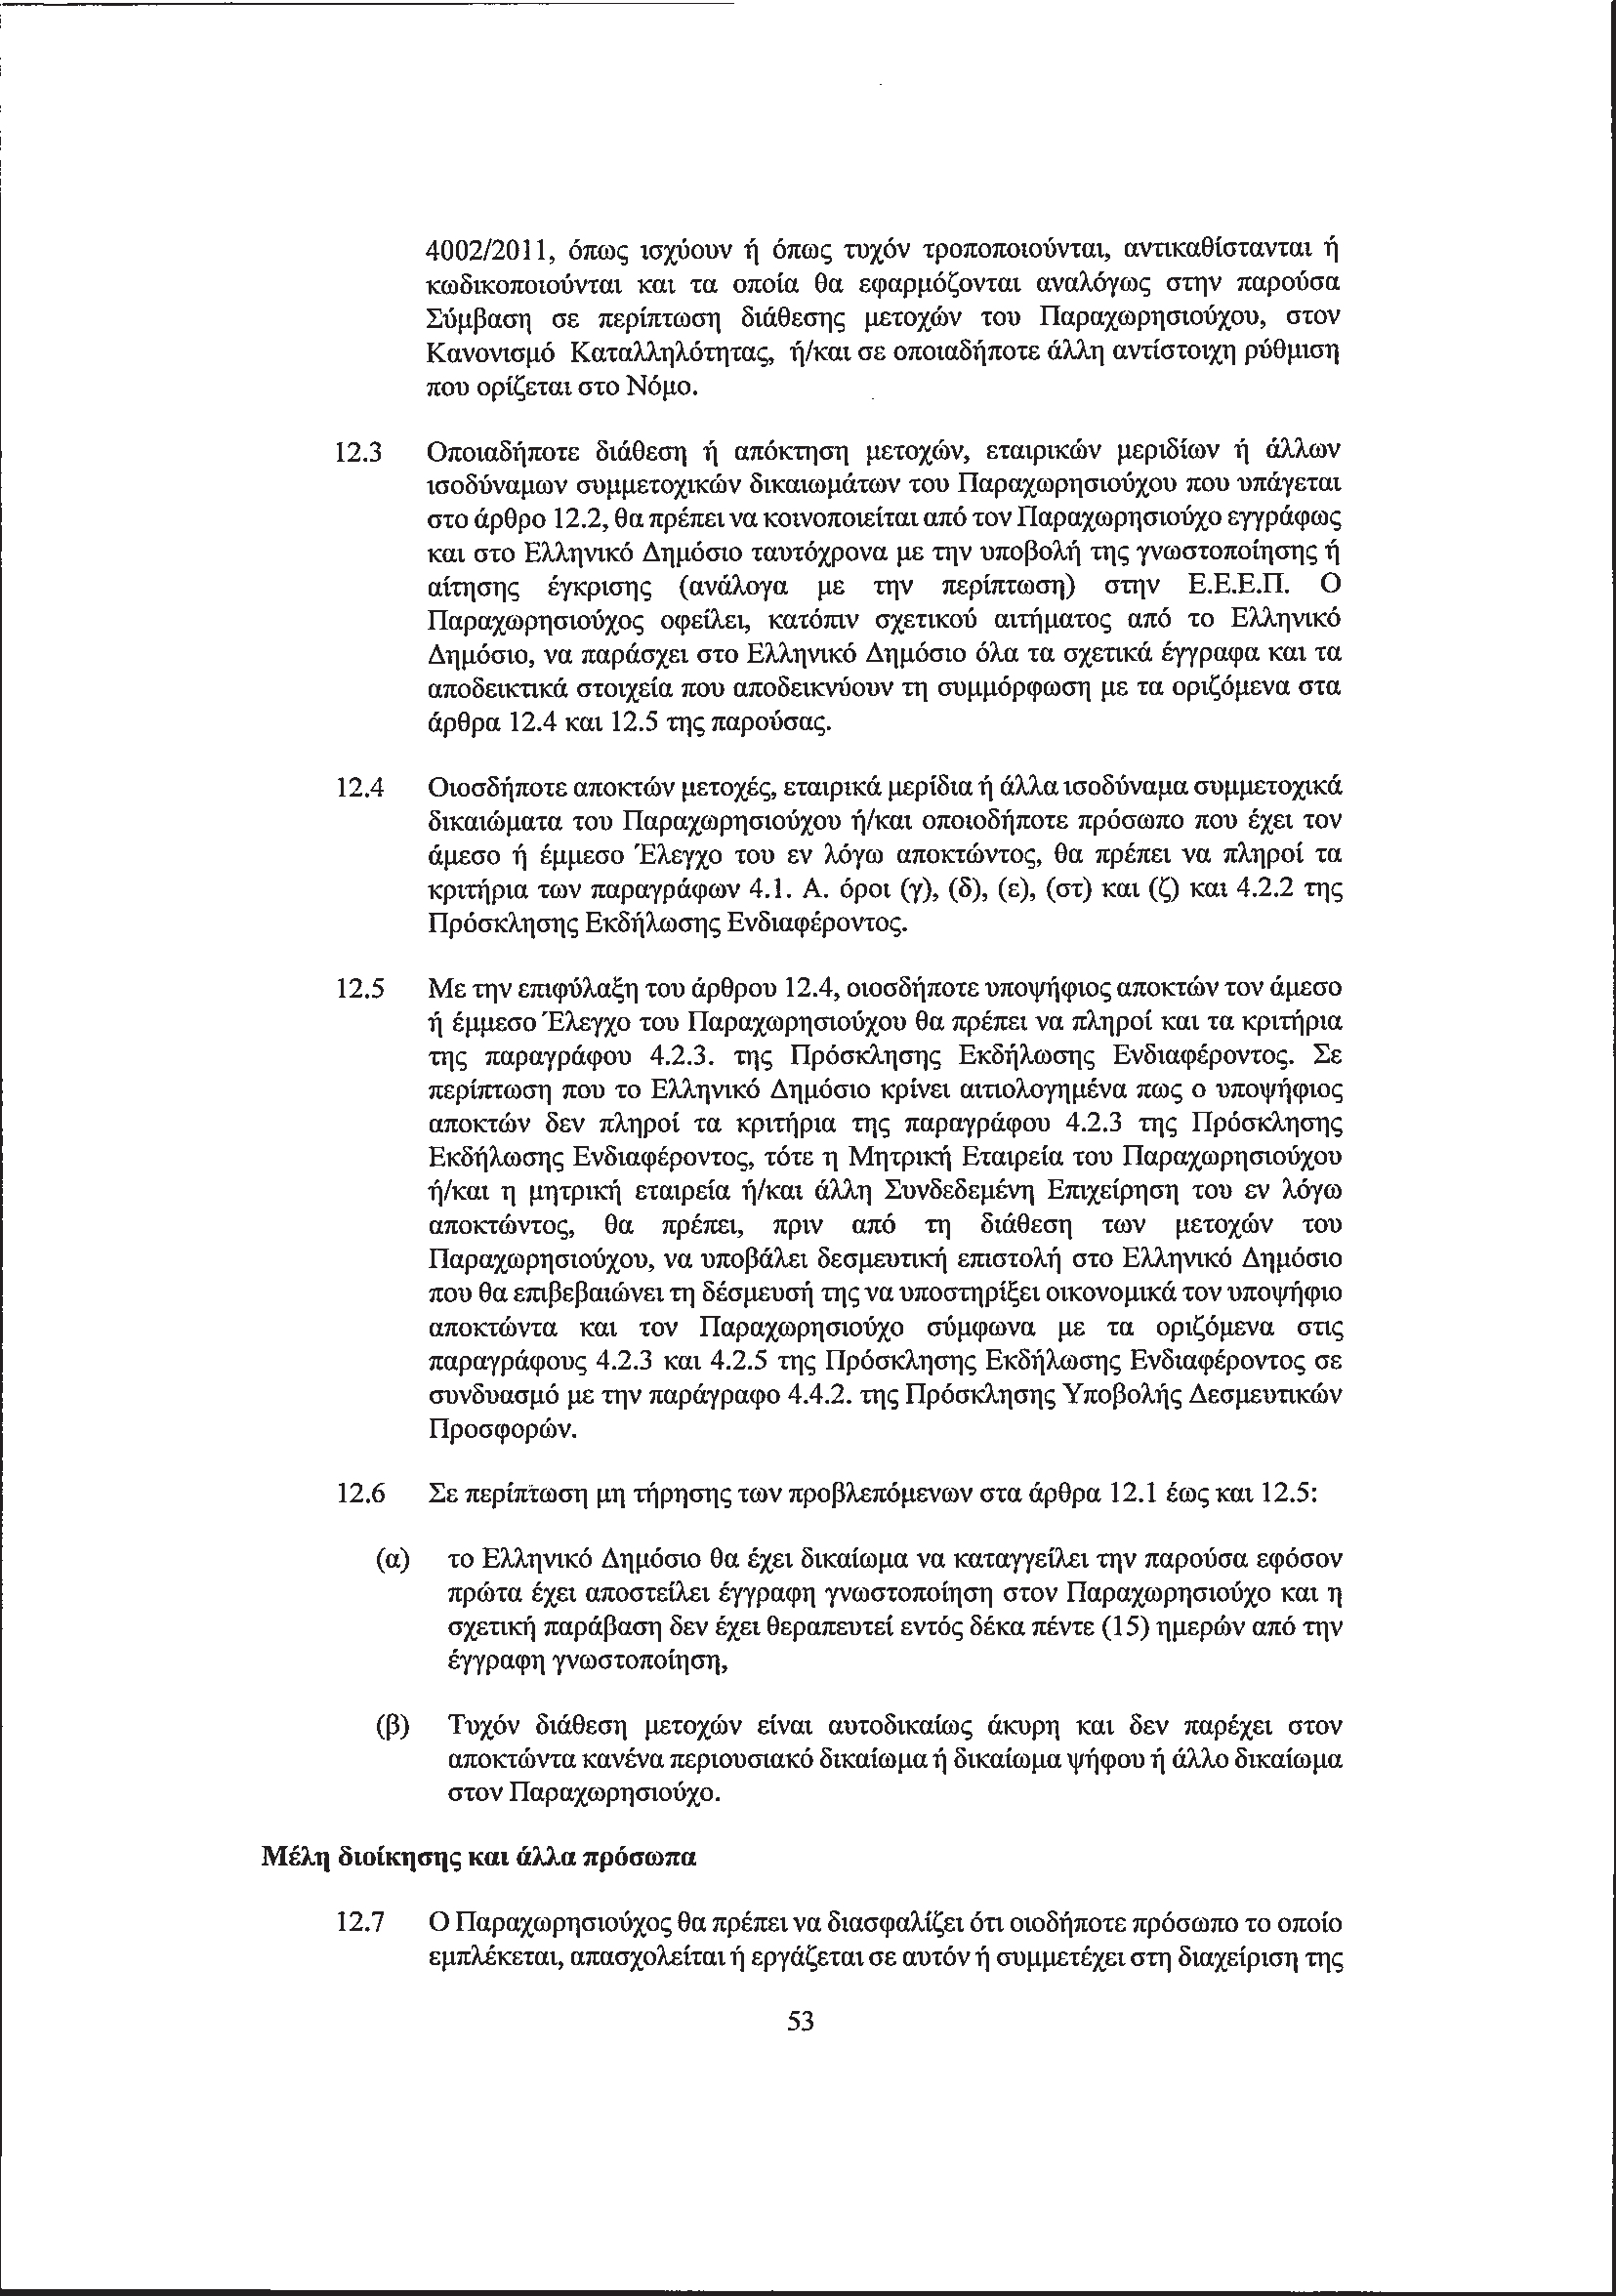 4002/2011, όπως ισχύουν ή όπως τυχόν τροποποιούνται, αντικαθίστανται ή
κωδικοποιούνται και τα οποία θα εφαρμόζονται αναλόγως στην παρούσα
Σύμβαση σε περίπτωση διάθεσης μετοχών του Παραχωρησιούχου, στον
Κανονισμό Καταλληλότητας, ή/και σε οποιαδήποτε άλλη αντίστοιχη ρύθμιση
που ορίζεται στο Νόμο.
12.3 Οποιαδήποτε διάθεση ή απόκτηση μετοχών, εταιρικών μεριδίων ή άλλων
ισοδύναμων συμμετοχικών δικαιωμάτων του Παραχωρησιούχου που υπάγεται
στο άρθρο 12.2, θα πρέπει να κοινοποιείται από τον Παραχωρησιούχο εγγράφως
και στο Ελληνικό Δημόσιο ταυτόχρονα με την υποβολή της γνωστοποίησης ή
αίτησης έγκρισης (ανάλογα με την περίπτωση) στην Ε.Ε.Ε.Π. Ο
Παραχωρησιούχος οφείλει, κατόπιν σχετικού αιτήματος από το Ελληνικό
Δημόσιο, να παράσχει στο Ελληνικό Δημόσιο όλα τα σχετικά έγγραφα και τα
αποδεικτικά στοιχεία που αποδεικνύουν τη συμμόρφωση με τα οριζόμενα στα
άρθρα 12.4 και 12.5 της παρούσας.
12.4 Οιοσδήποτε αποκτών μετοχές, εταιρικά μερίδια ή άλλα ισοδύναμα συμμετοχικά
δικαιώματα του Παραχωρησιούχου ή/και οποιοδήποτε πρόσωπο που έχει τον
άμεσο ή έμμεσο Έλεγχο του εν λόγω αποκτώντος, θα πρέπει να πληροί τα
κριτήρια των παραγράφων 4.1. Α. όροι (γ), (δ), (ε), (στ) και (ζ) και 4.2.2 της
Πρόσκλησης Εκδήλωσης Ενδιαφέροντος.
12.5 Με την επιφύλαξη του άρθρου 12.4, οιοσδήποτε υποψήφιος αποκτών τον άμεσο
ή έμμεσο Έλεγχο του Παραχωρησιούχου θα πρέπει να πληροί και τα κριτήρια
της παραγράφου 4.2.3. της Πρόσκλησης Εκδήλωσης Ενδιαφέροντος. Σε
περίπτωση που το Ελληνικό Δημόσιο κρίνει αιτιολογημένα πως ο υποψήφιος
αποκτών δεν πληροί τα κριτήρια της παραγράφου 4.2.3 της Πρόσκλησης
Εκδήλωσης Ενδιαφέροντος, τότε η Μητρική Εταιρεία του Παραχωρησιούχου
ή/και η μητρική εταιρεία ή/και άλλη Συνδεδεμένη Επιχείρηση του εν λόγω
αποκτώντος, θα πρέπει, πριν από τη διάθεση των μετοχών του
Παραχωρησιούχου, να υποβάλει δεσμευτική επιστολή στο Ελληνικό Δημόσιο
που θα επιβεβαιώνει τη δέσμευσή της να υποστηρίξει οικονομικά τον υποψήφιο
αποκτώντα και τον Παραχωρησιούχο σύμφωνα με τα οριζόμενα στις
παραγράφους 4.2.3 και 4.2.5 της Πρόσκλησης Εκδήλωσης Ενδιαφέροντος σε
συνδυασμό με την παράγραφο 4.4.2. της Πρόσκλησης Υποβολής Δεσμευτικών
Προσφορών.
12.6 Σε περίπτωση μη τήρησης των προβλεπόμενων στα άρθρα 12.1 έως και 12.5:
(α) το Ελληνικό Δημόσιο θα έχει δικαίωμα να καταγγείλει την παρούσα εφόσον
πρώτα έχει αποστείλει έγγραφη γνωστοποίηση στον Παραχωρησιούχο και η
σχετική παράβαση δεν έχει θεραπευτεί εντός δέκα πέντε (15) ημερών από την
έγγραφη γνωστοποίηση,
(β) Τυχόν διάθεση μετοχών είναι αυτοδικαίως άκυρη και δεν παρέχει στον
αποκτώντα κανένα περιουσιακό δικαίωμα ή δικαίωμα ψήφου ή άλλο δικαίωμα
στον Παραχωρησιούχο.
Μέλη διοίκησης και άλλα πρόσωπα
12.7 Ο Παραχωρησιούχος θα πρέπει να διασφαλίζει ότι οιοδήποτε πρόσωπο το οποίο
εμπλέκεται, απασχολείται ή εργάζεται σε αυτόν ή συμμετέχει στη διαχείριση της
53